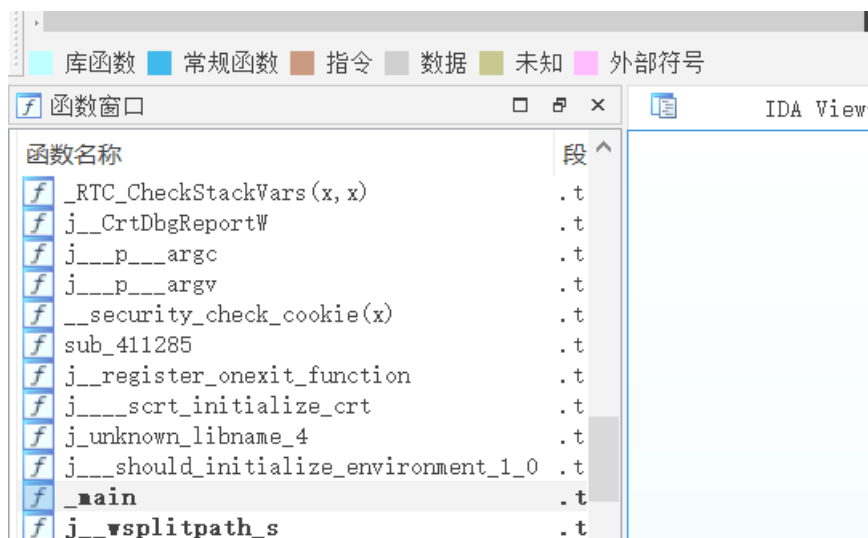 库函数 常规函数 指令 数据 未知 外部符号
函数窗口 IDA View
函数名称 段
_RTC_CheckStackVars(x,x) .t
j__CrtDbgReportW .t
j___p___argc .t
j___p___argv .t
__security_check_cookie(x) .t
sub_411285 .t
j__register_onexit_function .t
j____scrt_initialize_crt .t
j_unknown_libname_4 .t
j___should_initialize_environment_1_0 .t
_main .t
j__wsplitpath_s .t